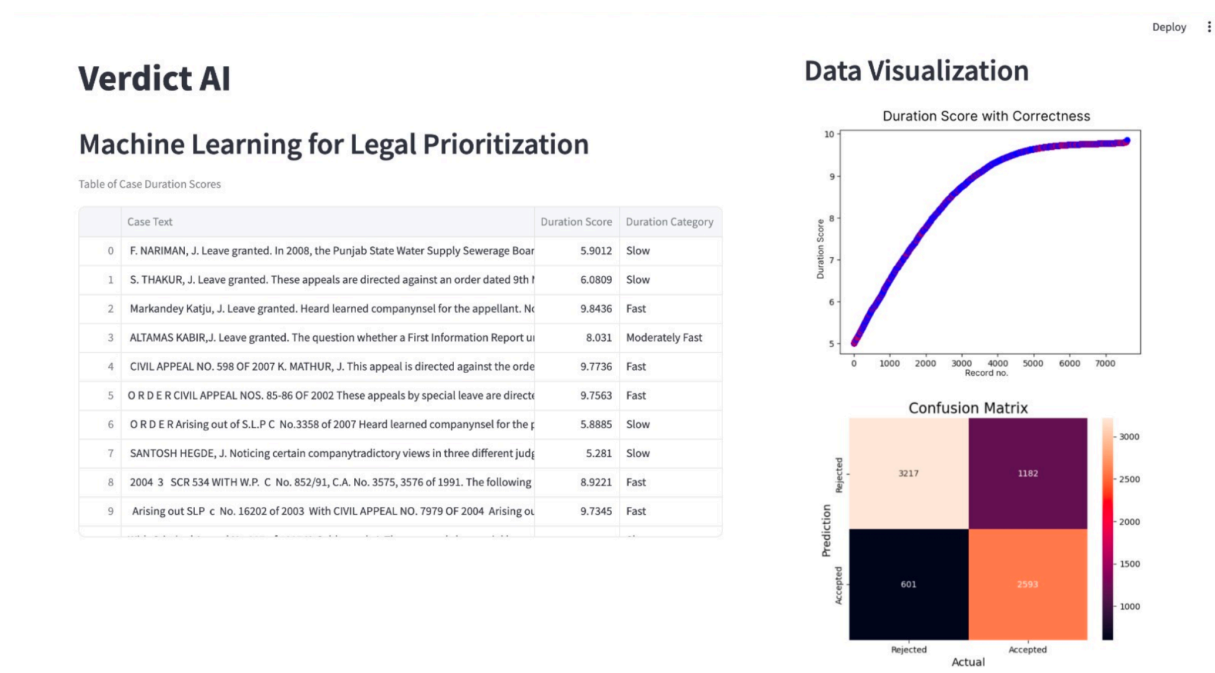 Deploy
Verdict AI
Machine Learning for Legal Prioritization
Table of Case Duration Scores
Case Text Duration Score Duration Category
0 F. NARIMAN, J. Leave granted. In 2008, the Punjab State Water Supply Sewerage Boar 5.9012 Slow
1 S. THAKUR, J. Leave granted. These appeals are directed against an order dated 9th 6.0809 Slow
2 Markandey Katju, J. Leave granted. Heard learned companynsel for the appellant. No 9.8436 Fast
3 ALTAMAS KABIR,J. Leave granted. The question whether a First Information Report 8.031 Moderately Fast
4 CIVIL APPEAL NO. 598 OF 2007 K. MATHUR, J. This appeal is directed against the orde 9.7736 Fast
5 O R D E R CIVIL APPEAL NOS. 85-86 OF 2002 These appeals by special leave are directe 9.7563 Fast
6 O R D E R Arising out of S.L.P C No.3358 of 2007 Heard learned companynsel for the 5.8885 Slow
7 SANTOSH HEGDE, J. Noticing certain companytradictory views in three different judg 5.281 Slow
8 2004 3 SCR 534 WITH W.P. C No. 852/91, C.A. No. 3575, 3576 of 1991. The following 8.9221 Fast
9 Arising out SLP c No. 16202 of 2003 With CIVIL APPEAL NO. 7979 OF 2004 Arising ou 9.7345 Fast
Data Visualization
Duration Score with Correctness
10
9
8
7
6
5
Duration Score
0 1000 2000 3000 4000 5000 6000 7000
Record no.
Confusion Matrix
Prediction
Rejected
3217 1182
Accepted
601 2593
Rejected Accepted
Actual
3000
2500
2000
1500
1000